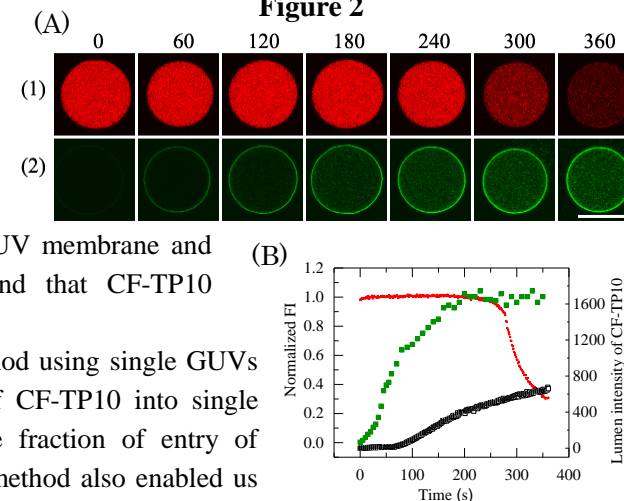 Figure 2
(A)
0 60 120 180 240 300 360
(1)
(2)
UV membrane and
nd that CF-TP10
nod using single GUVs
f CF-TP10 into single
e fraction of entry of
method also enabled us
(B)
1.2
1.0
0.8
0.6
0.4
0.2
0.0
Normalized FI
1600
1200
800
400
0
Lumen intensity of CF-TP10
0 100 200 300 400
Time (s)